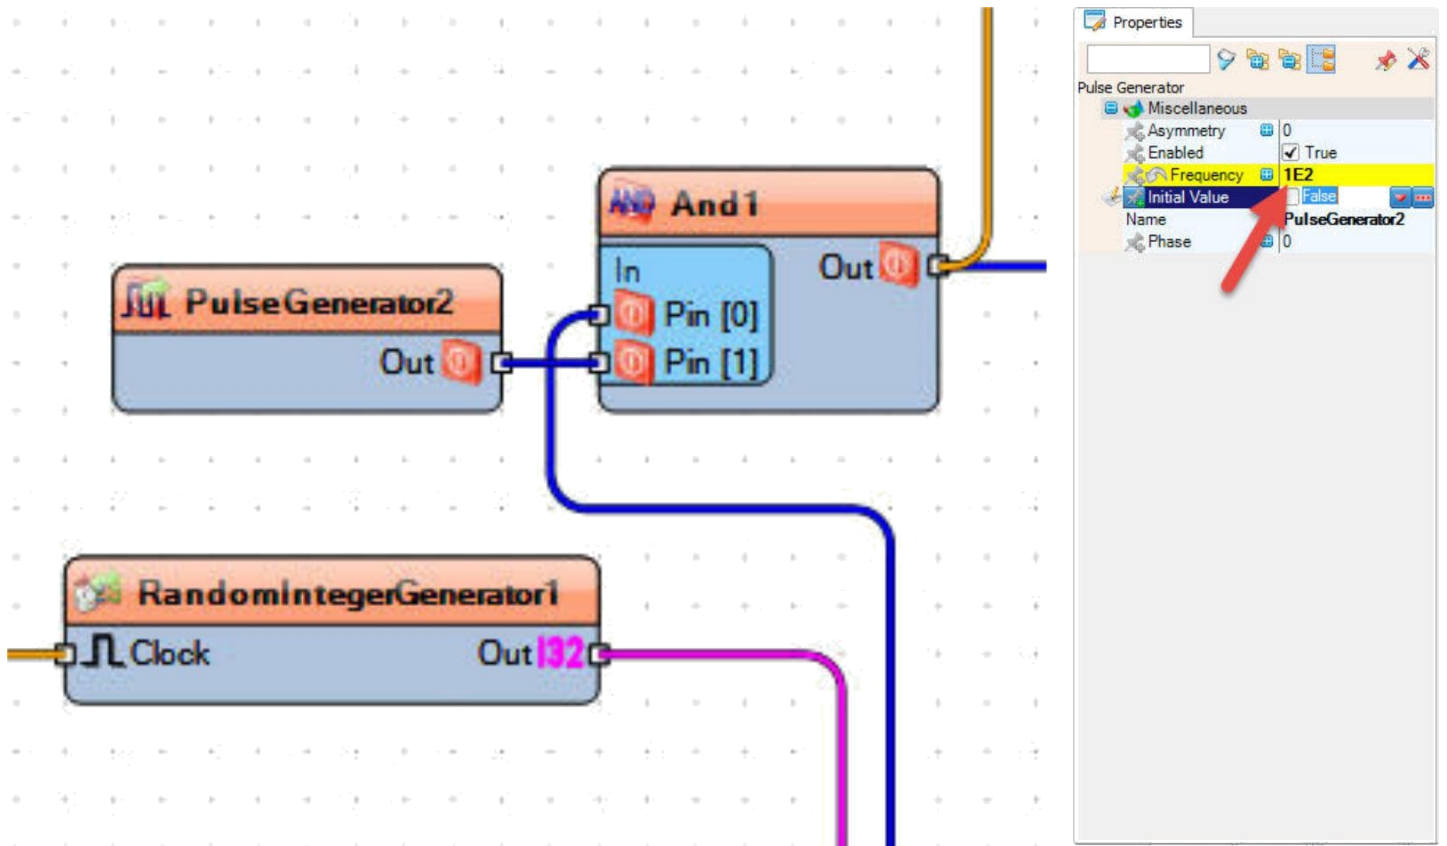 AND And1
In
Out
Pin [0]
Pin [1]
PulseGenerator2
Out
RandomIntegerGenerator1
Clock
Out I32
Properties
Pulse Generator
Miscellaneous
Asymmetry 0
Enabled True
Frequency 1E2
Initial Value False
Name PulseGenerator2
Phase 0